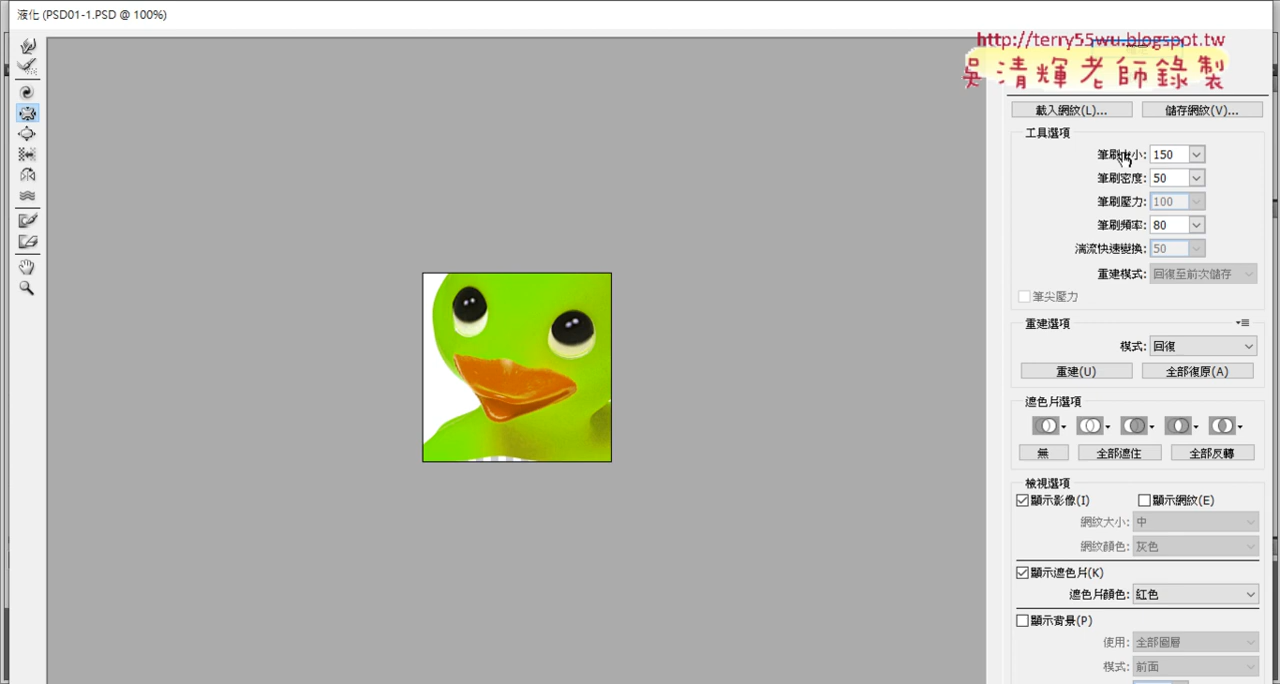 液化 (PSD01-1.PSD @ 100%)
http://terry55wu.blogspot.tw
吳清輝老師錄製
載入網紋(L)... 儲存網紋(V)...
工具選項
筆刷大小: 150
筆刷密度: 50
筆刷壓力: 100
筆刷頻率: 80
湍流快速變換: 50
重建模式: 回復至前次儲存
筆尖壓力
重建選項
模式: 回復
重建(U) 全部復原(A)
遮色片選項
無 全部遮住 全部反轉
檢視選項
顯示影像(I) 顯示網紋(E)
網紋大小: 中
網紋顏色: 灰色
顯示遮色片(K)
遮色片顏色: 紅色
顯示背景(P)
使用: 全部圖層
模式: 前面